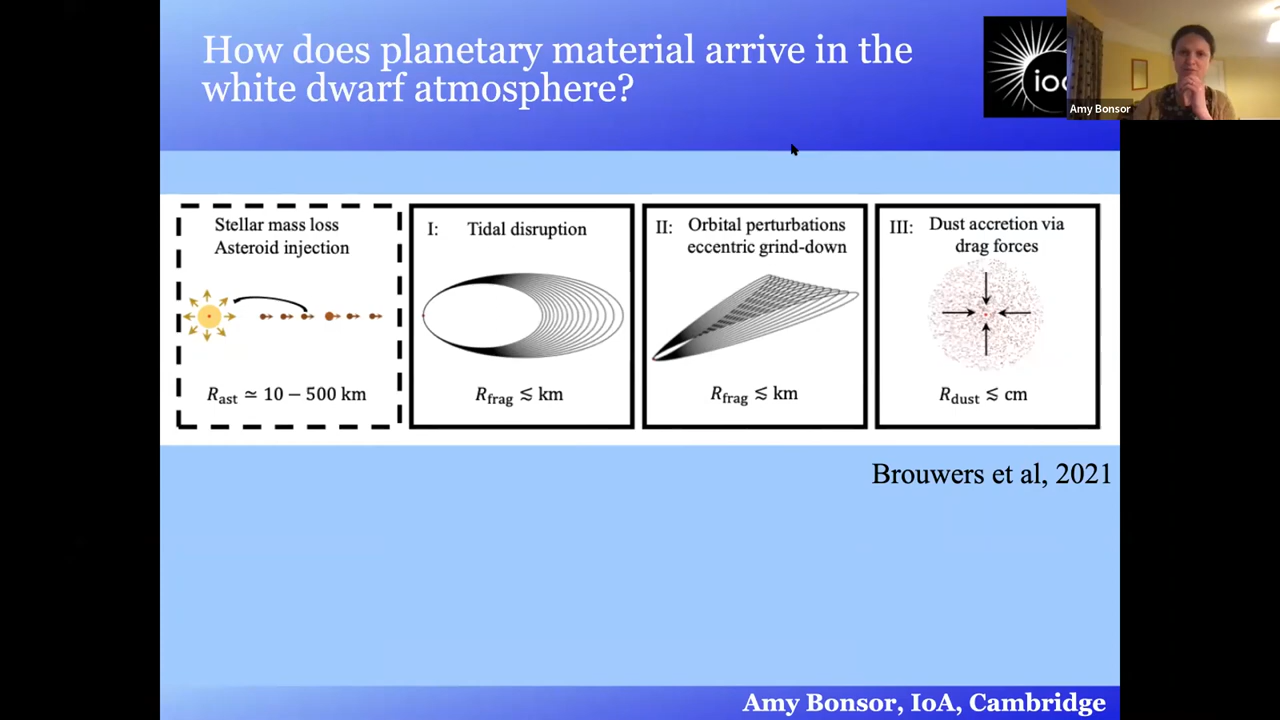 How does planetary material arrive in the
white dwarf atmosphere?
io
Amy Bonsor
Stellar mass loss
Asteroid injection
R_ast ≃ 10 − 500 km
I: Tidal disruption
R_frag ≲ km
II: Orbital perturbations
eccentric grind-down
R_frag ≲ km
III: Dust accretion via
drag forces
R_dust ≲ cm
Brouwers et al, 2021
Amy Bonsor, IoA, Cambridge